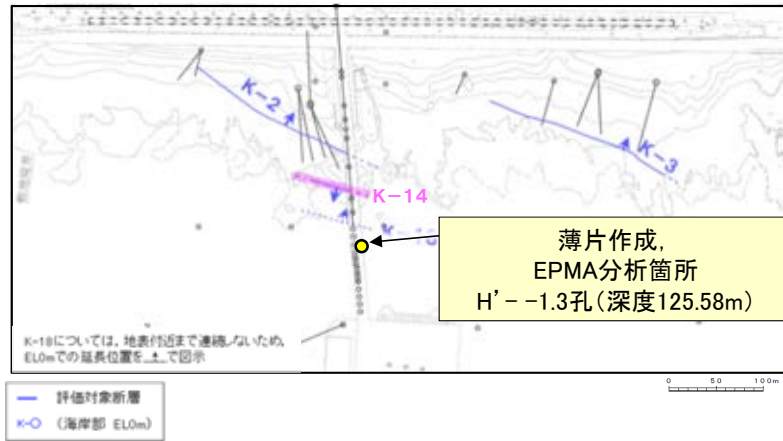 K-2
K-3
K-14
薄片作成,
EPMA分析箇所
H'- -1.3孔(深度125.58m)
K-18については，地表付近まで連続しないため，
EL0mでの延長位置を で図示
0 50 100m
評価対象断層
K-○ (海岸部 EL0m)